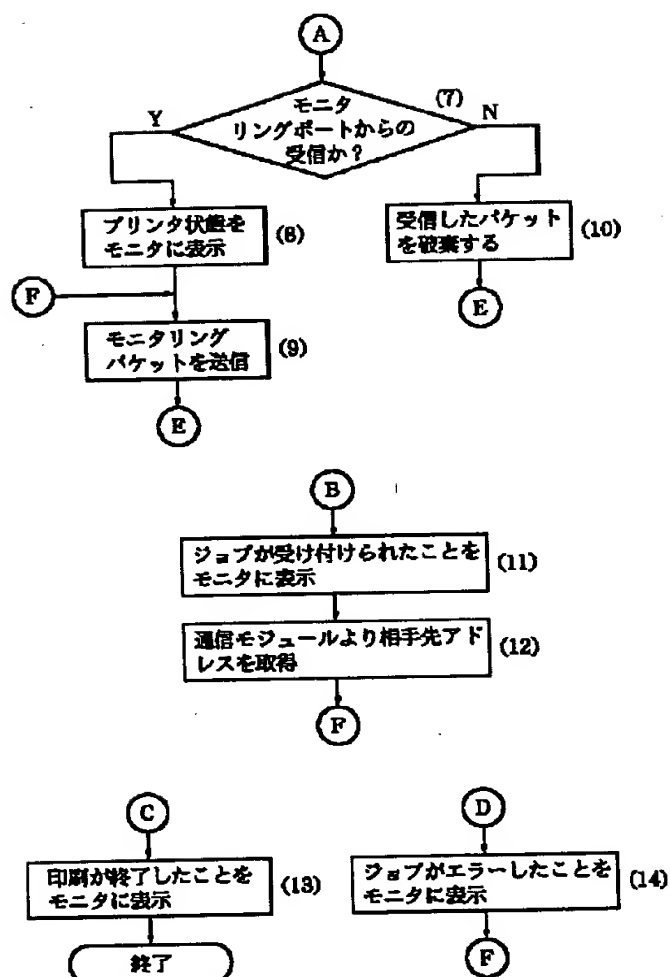 A
モニタ
リングポートからの
受信か？
(7)
Y
N
プリンタ状態を
モニタに表示
(8)
受信したパケット
を破棄する
(10)
F
E
モニタリング
パケットを送信
(9)
E
B
ジョブが受け付けられたことを
モニタに表示
(11)
通信モジュールより相手先アド
レスを取得
(12)
F
C
印刷が終了したことを
モニタに表示
(13)
終了
D
ジョブがエラーしたことを
モニタに表示
(14)
F